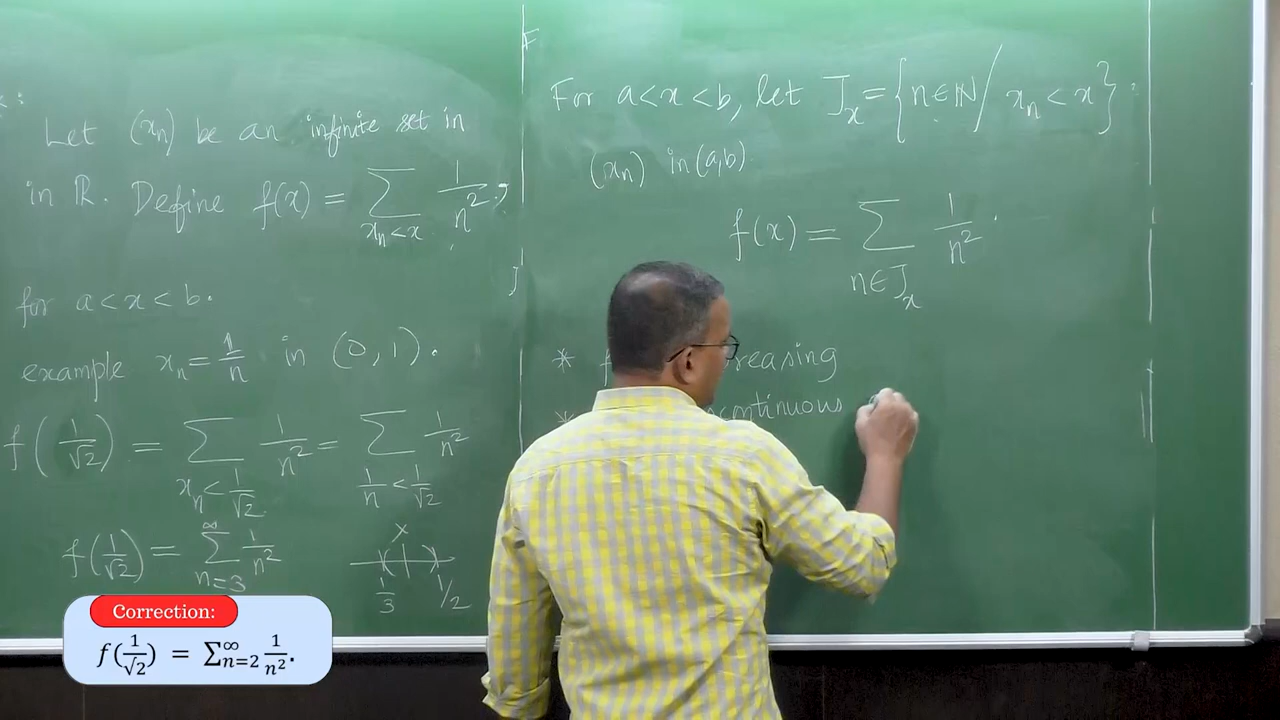 Let (xₙ) be an infinite set in
in ℝ. Define f(x) = ∑_{xₙ<x} 1/n²,
for a<x<b.
example xₙ = 1/n in (0,1).
f(1/√2) = ∑_{xₙ<1/√2} 1/n² = ∑_{1/n<1/√2} 1/n²
f(1/√2) = ∑_{n=3}^{∞} 1/n²
x
1/3 1/2
Correction:
f(1/√2) = ∑_{n=2}^{∞} 1/n².
For a<x<b, let Jₓ = {n∈ℕ / xₙ<x}.
(xₙ) in (a,b)
f(x) = ∑_{n∈Jₓ} 1/n².
* f
* continuous